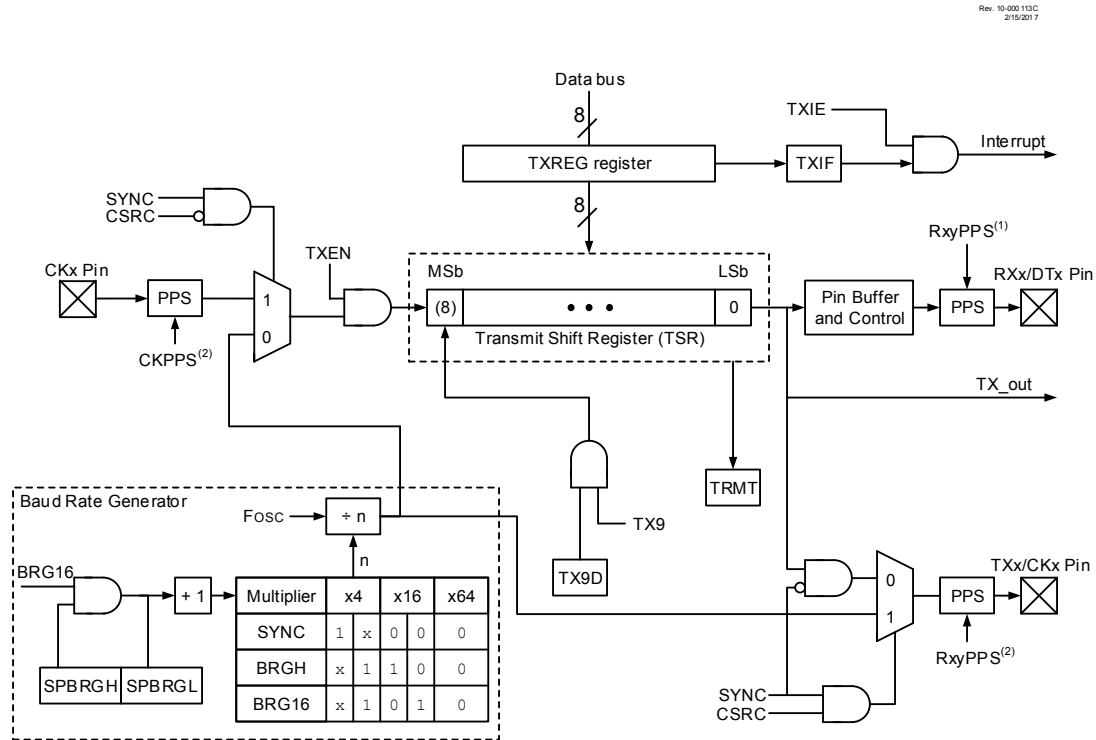 Rev. 10-000 113C
2/15/201 7
Data bus
8
TXIE
Interrupt
TXREG register
TXIF
8
SYNC
CSRC
RxyPPS(1)
TXEN
MSb
LSb
CKx Pin
RXx/DTx Pin
PPS
1
(8)
• • •
0
Pin Buffer
and Control
PPS
0
Transmit Shift Register (TSR)
CKPPS(2)
TX_out
TRMT
Baud Rate Generator
Fosc
÷ n
TX9
n
BRG16
TX9D
TXx/CKx Pin
+ 1
Multiplier x4 x16 x64
0
PPS
SYNC 1 x 0 0 0
1
BRGH x 1 1 0 0
RxyPPS(2)
SPBRGH SPBRGL
BRG16 x 1 0 1 0
SYNC
CSRC